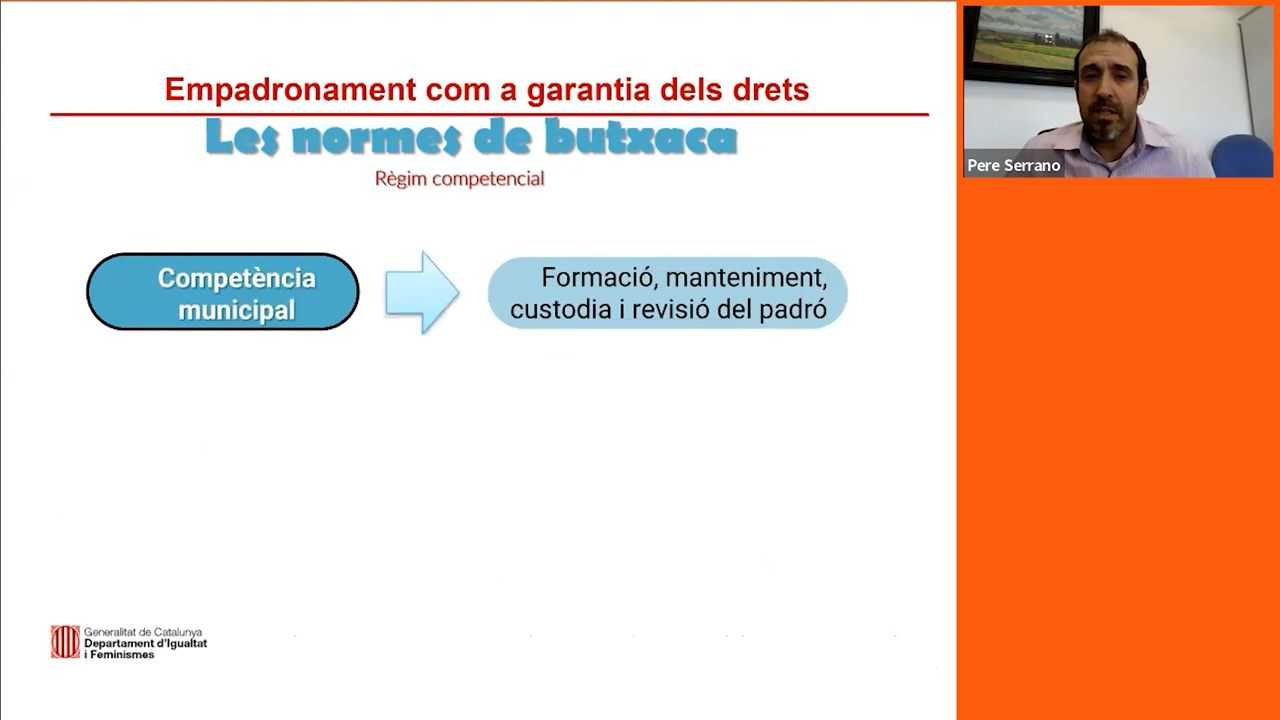 Empadronament com a garantia dels drets
Les normes de butxaca
Règim competencial
Competència
municipal
Formació, manteniment,
custodia i revisió del padró
Generalitat de Catalunya
Departament d'Igualtat
i Feminismes
Pere Serrano